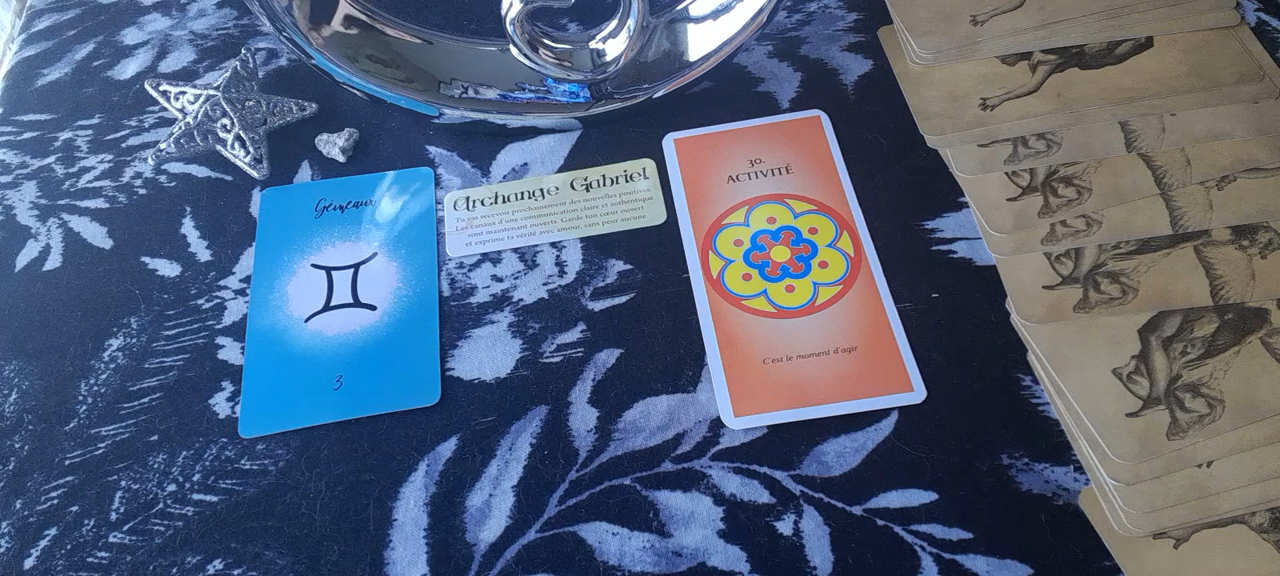 Gémeaux
3
Archange Gabriel
Tu vas recevoir prochainement des nouvelles positives.
Les canaux d'une communication claire et authentique
sont maintenant ouverts. Garde ton cœur ouvert
et exprime ta vérité avec amour, sans peur aucune
30.
ACTIVITÉ
C'est le moment d'agir